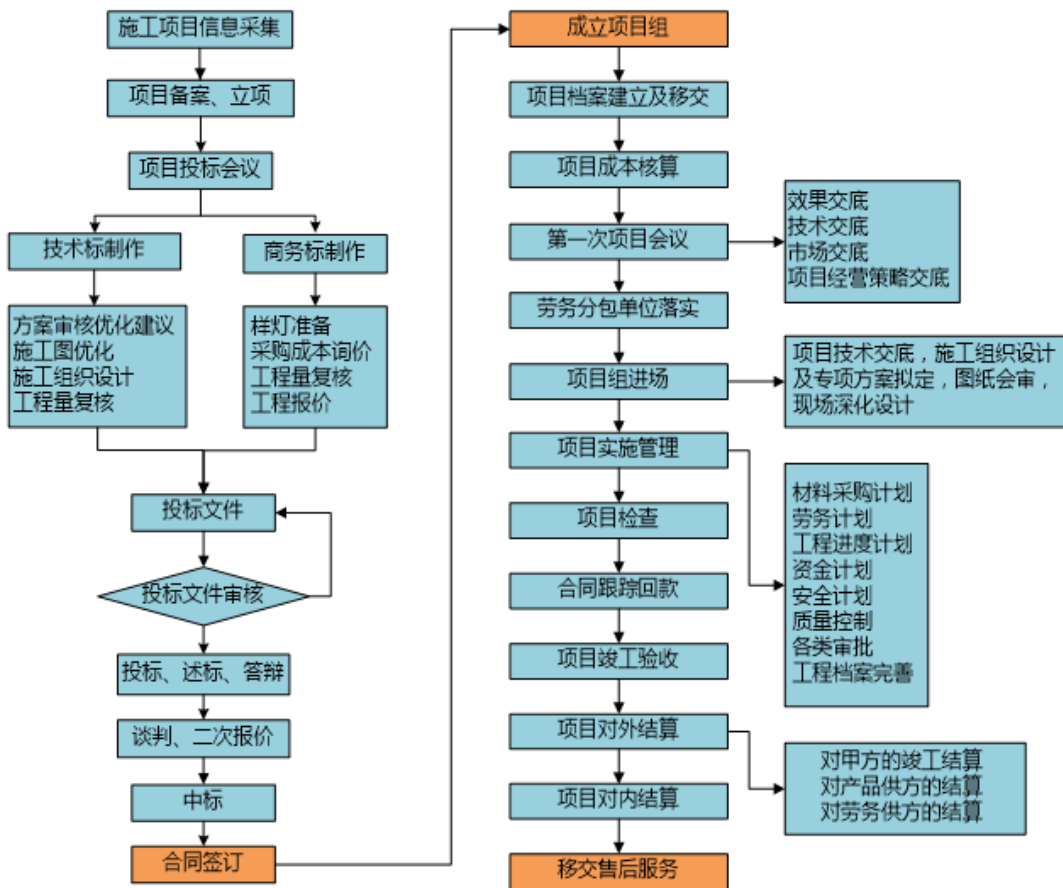 施工项目信息采集
项目备案、立项
项目投标会议
技术标制作
商务标制作
方案审核优化建议
施工图优化
施工组织设计
工程量复核
样灯准备
采购成本询价
工程量复核
工程报价
投标文件
投标文件审核
投标、述标、答辩
谈判、二次报价
中标
合同签订
成立项目组
项目档案建立及移交
项目成本核算
第一次项目会议
效果交底
技术交底
市场交底
项目经营策略交底
劳务分包单位落实
项目组进场
项目技术交底，施工组织设计
及专项方案拟定，图纸会审，
现场深化设计
项目实施管理
材料采购计划
劳务计划
工程进度计划
资金计划
安全计划
质量控制
各类审批
工程档案完善
项目检查
合同跟踪回款
项目竣工验收
项目对外结算
对甲方的竣工结算
对产品供方的结算
对劳务供方的结算
项目对内结算
移交售后服务